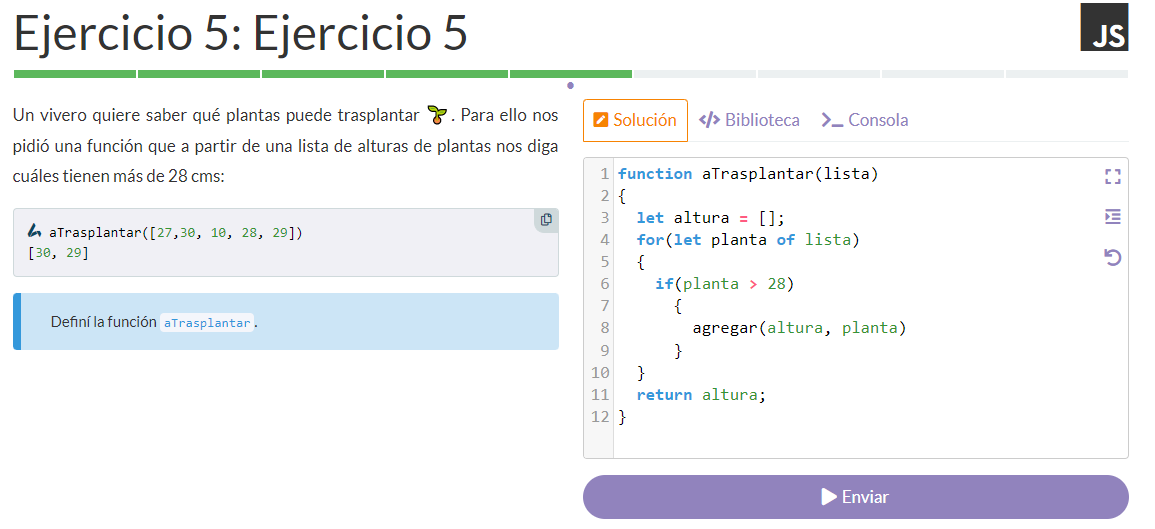 Ejercicio 5: Ejercicio 5
JS
Un vivero quiere saber qué plantas puede trasplantar 🌱. Para ello nos
pidió una función que a partir de una lista de alturas de plantas nos diga
cuáles tienen más de 28 cms:
aTrasplantar([27,30, 10, 28, 29])
[30, 29]
Definí la función aTrasplantar.
Solución
</> Biblioteca
>_ Consola
1 function aTrasplantar(lista)
2 {
3   let altura = [];
4   for(let planta of lista)
5   {
6     if(planta > 28)
7       {
8         agregar(altura, planta)
9       }
10   }
11   return altura;
12 }
Enviar